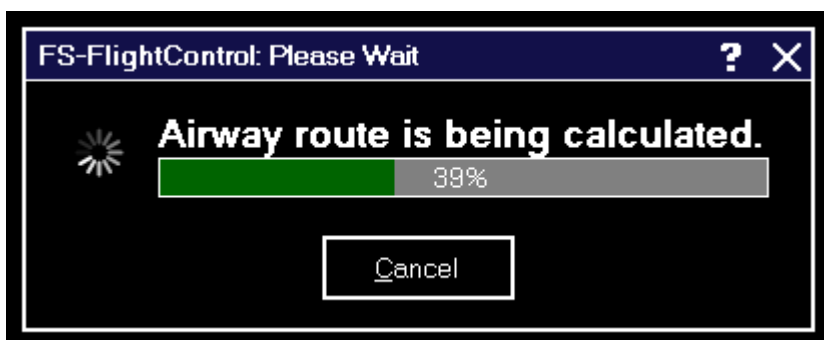 FS-FlightControl: Please Wait ? X
Airway route is being calculated.
39%
Cancel